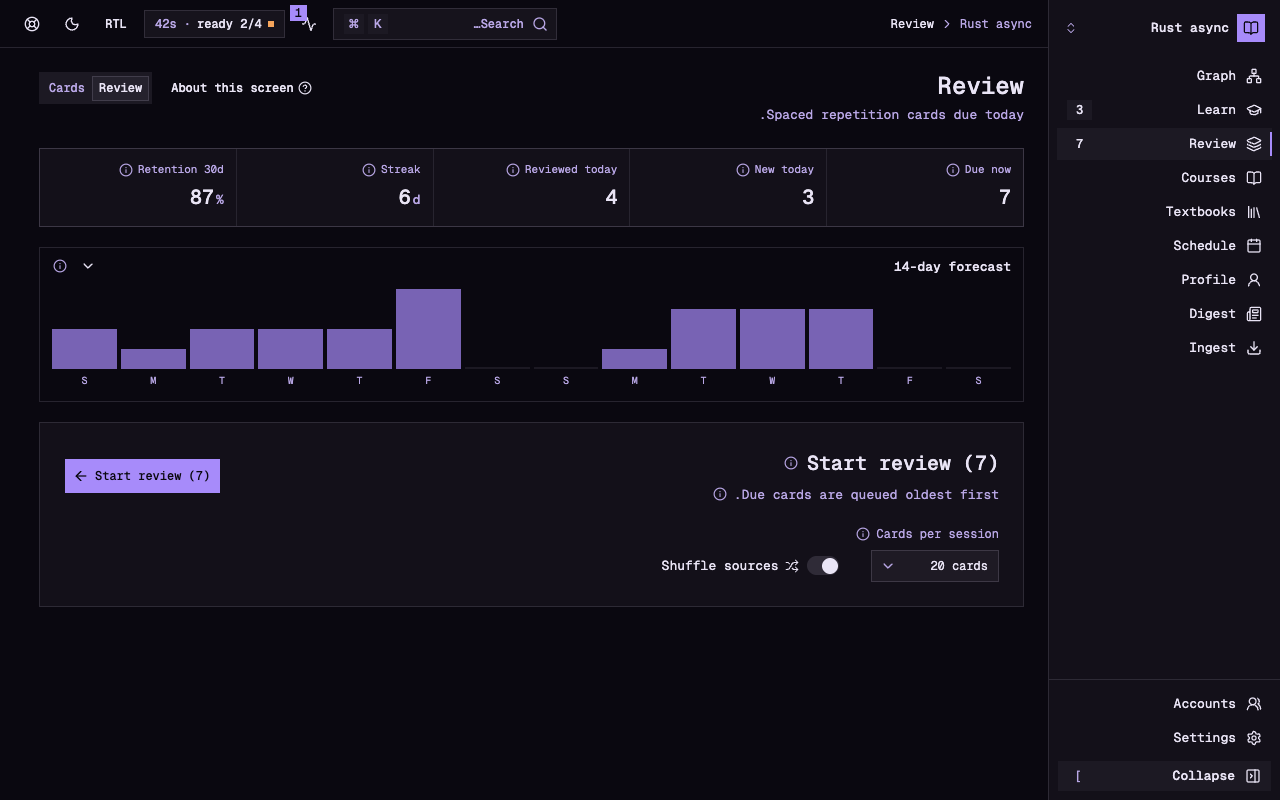 RTL
42s · ready 2/4
1
⌘ K
Search…
Review > Rust async
Rust async
Graph
Learn 3
Review 7
Courses
Textbooks
Schedule
Profile
Digest
Ingest
Accounts
Settings
Collapse [
Review
.Spaced repetition cards due today
Cards
Review
About this screen
Due now
7
New today
3
Reviewed today
4
Streak
6d
Retention 30d
87%
14-day forecast
S M T W T F S S M T W T F S
Start review (7)
.Due cards are queued oldest first
Start review (7)
Cards per session
20 cards
Shuffle sources